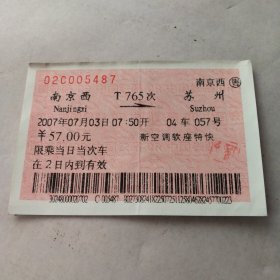 02C005487
南京西 售
南京西 T765次 苏州
Nanjingxi Suzhou
2007年07月03日07:50开 04车057号
¥57.00元 新空调软座特快
限乘当日当次车
在2日内到有效